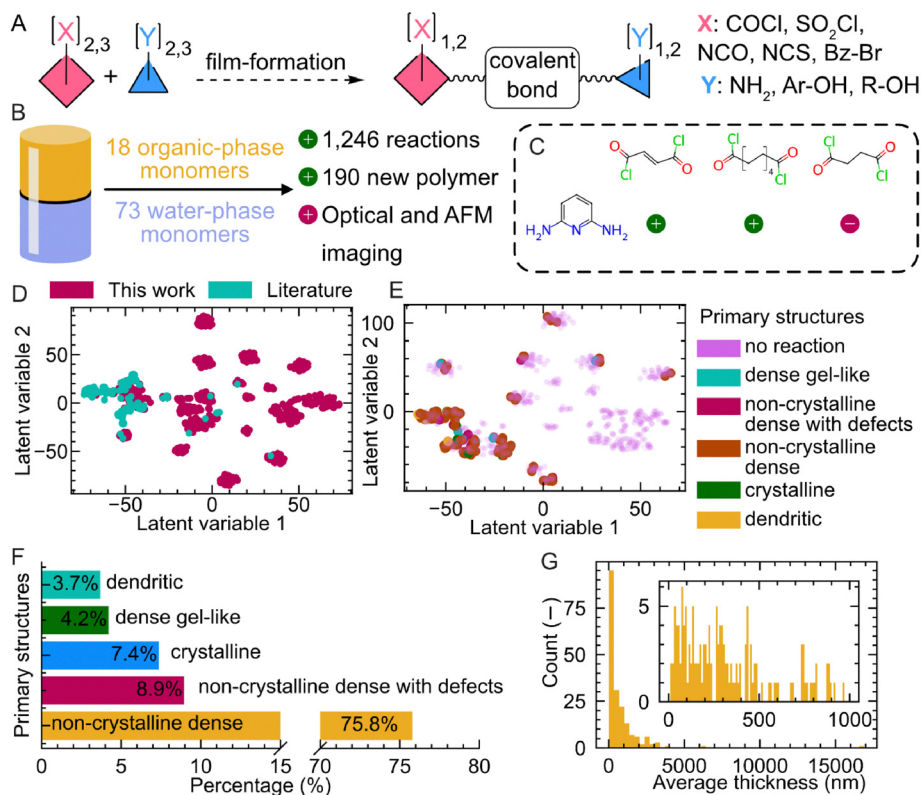 A
[X]2,3
+
[Y]2,3
film-formation
[X]1,2
covalent
bond
[Y]1,2
X: COCl, SO2Cl,
NCO, NCS, Bz-Br
Y: NH2, Ar-OH, R-OH
B
18 organic-phase
monomers
73 water-phase
monomers
+ 1,246 reactions
+ 190 new polymer
+ Optical and AFM
imaging
C
O Cl Cl O
Cl O [ ]4 O Cl
Cl O O Cl
H2N N NH2
+ + −
D
This work
Literature
Latent variable 2
50
0
−50
−50 0 50
Latent variable 1
E
Latent variable 2
100
0
−50 0 50
Latent variable 1
Primary structures
no reaction
dense gel-like
non-crystalline
dense with defects
non-crystalline
dense
crystalline
dendritic
F
Primary structures
3.7% dendritic
4.2% dense gel-like
7.4% crystalline
8.9% non-crystalline dense with defects
non-crystalline dense 75.8%
0 5 10 15 70 75 80
Percentage (%)
G
Count (−)
75
50
25
0
5
0
0 500 1000
0 5000 10000 15000
Average thickness (nm)